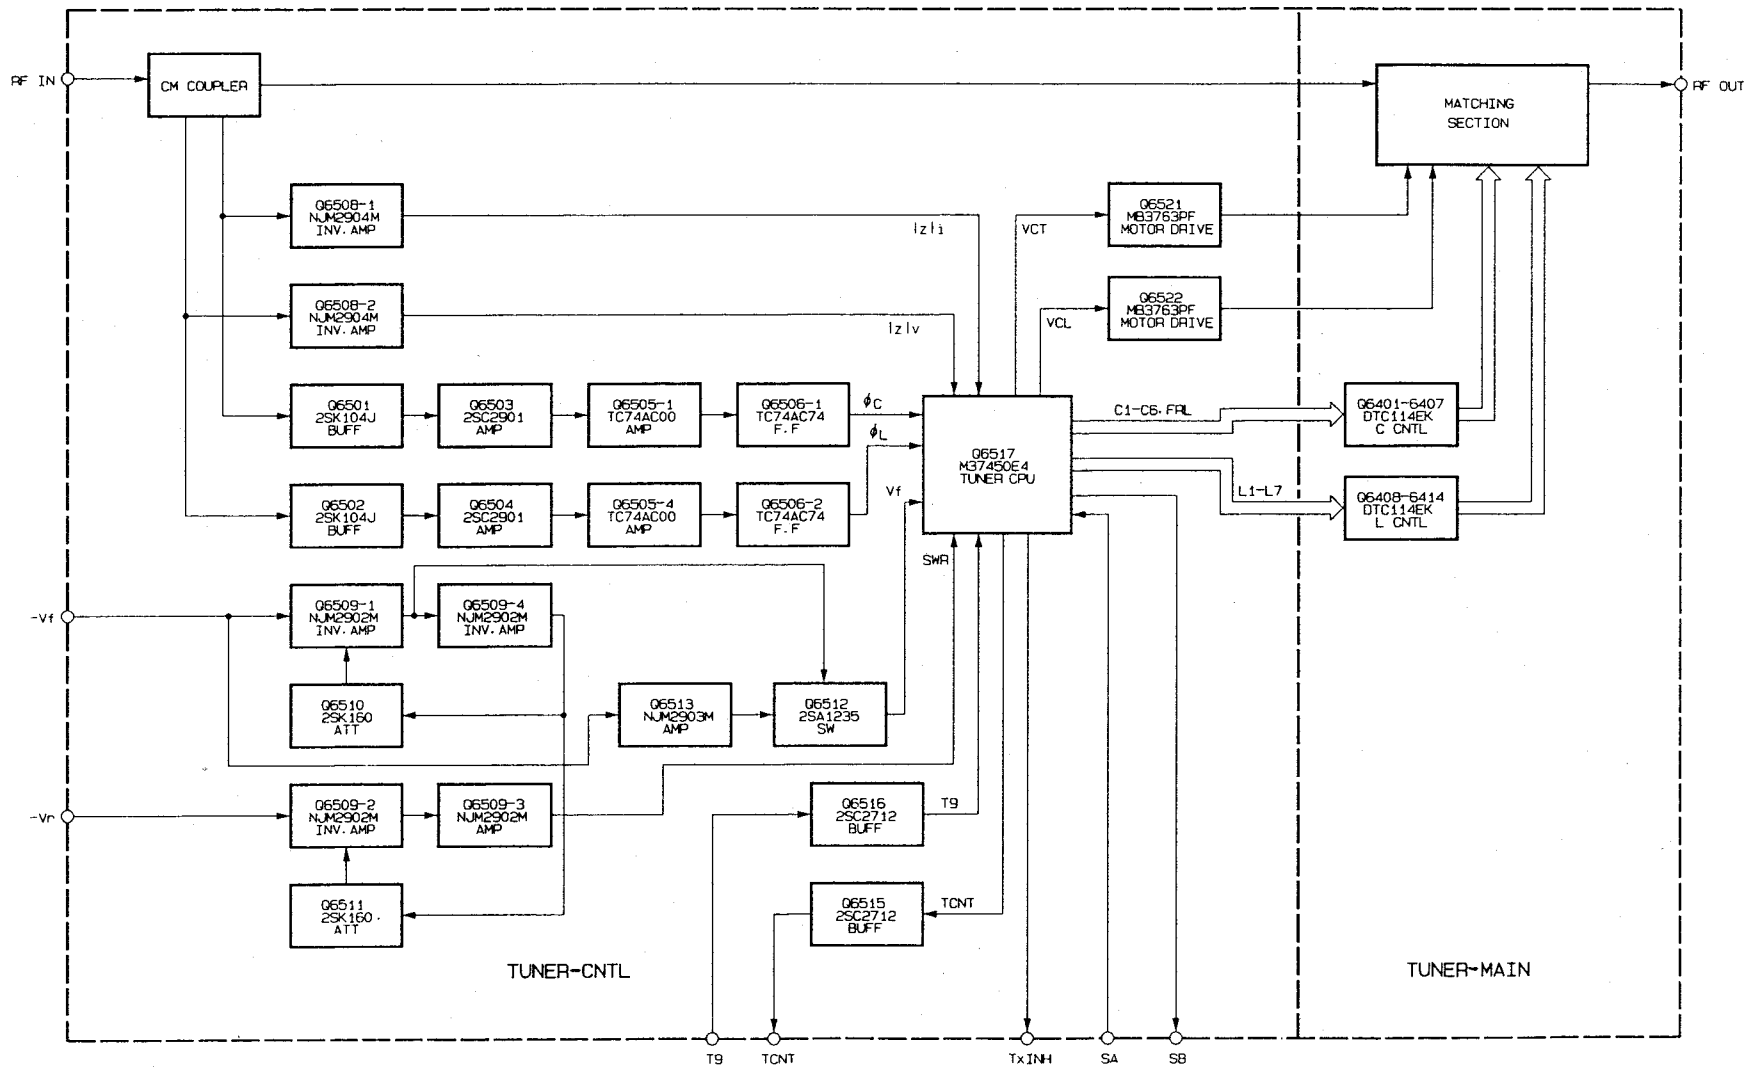 RF IN
CM COUPLER
MATCHING
SECTION
RF OUT
Q6508-1
NJM2904M
INV. AMP
|z|i
VCT
Q6521
MB3763PF
MOTOR DRIVE
Q6508-2
NJM2904M
INV. AMP
|z|v
VCL
Q6522
MB3763PF
MOTOR DRIVE
Q6501
2SK104J
BUFF
Q6503
2SC2901
AMP
Q6505-1
TC74AC00
AMP
Q6506-1
TC74AC74
F.F
ϕC
ϕL
Q6517
M37450E4
TUNER CPU
C1-C6. FRL
Q6401-6407
DTC114EK
C CNTL
Q6502
2SK104J
BUFF
Q6504
2SC2901
AMP
Q6505-4
TC74AC00
AMP
Q6506-2
TC74AC74
F.F
Vf
L1-L7
Q6408-6414
DTC114EK
L CNTL
SWR
-Vf
Q6509-1
NJM2902M
INV. AMP
Q6509-4
NJM2902M
INV. AMP
Q6510
2SK160
ATT
Q6513
NJM2903M
AMP
Q6512
2SA1235
SW
-Vr
Q6509-2
NJM2902M
INV. AMP
Q6509-3
NJM2902M
AMP
Q6516
2SC2712
BUFF
T9
Q6511
2SK160
ATT
Q6515
2SC2712
BUFF
TCNT
TUNER-CNTL
TUNER-MAIN
T9
TCNT
TxINH
SA
SB